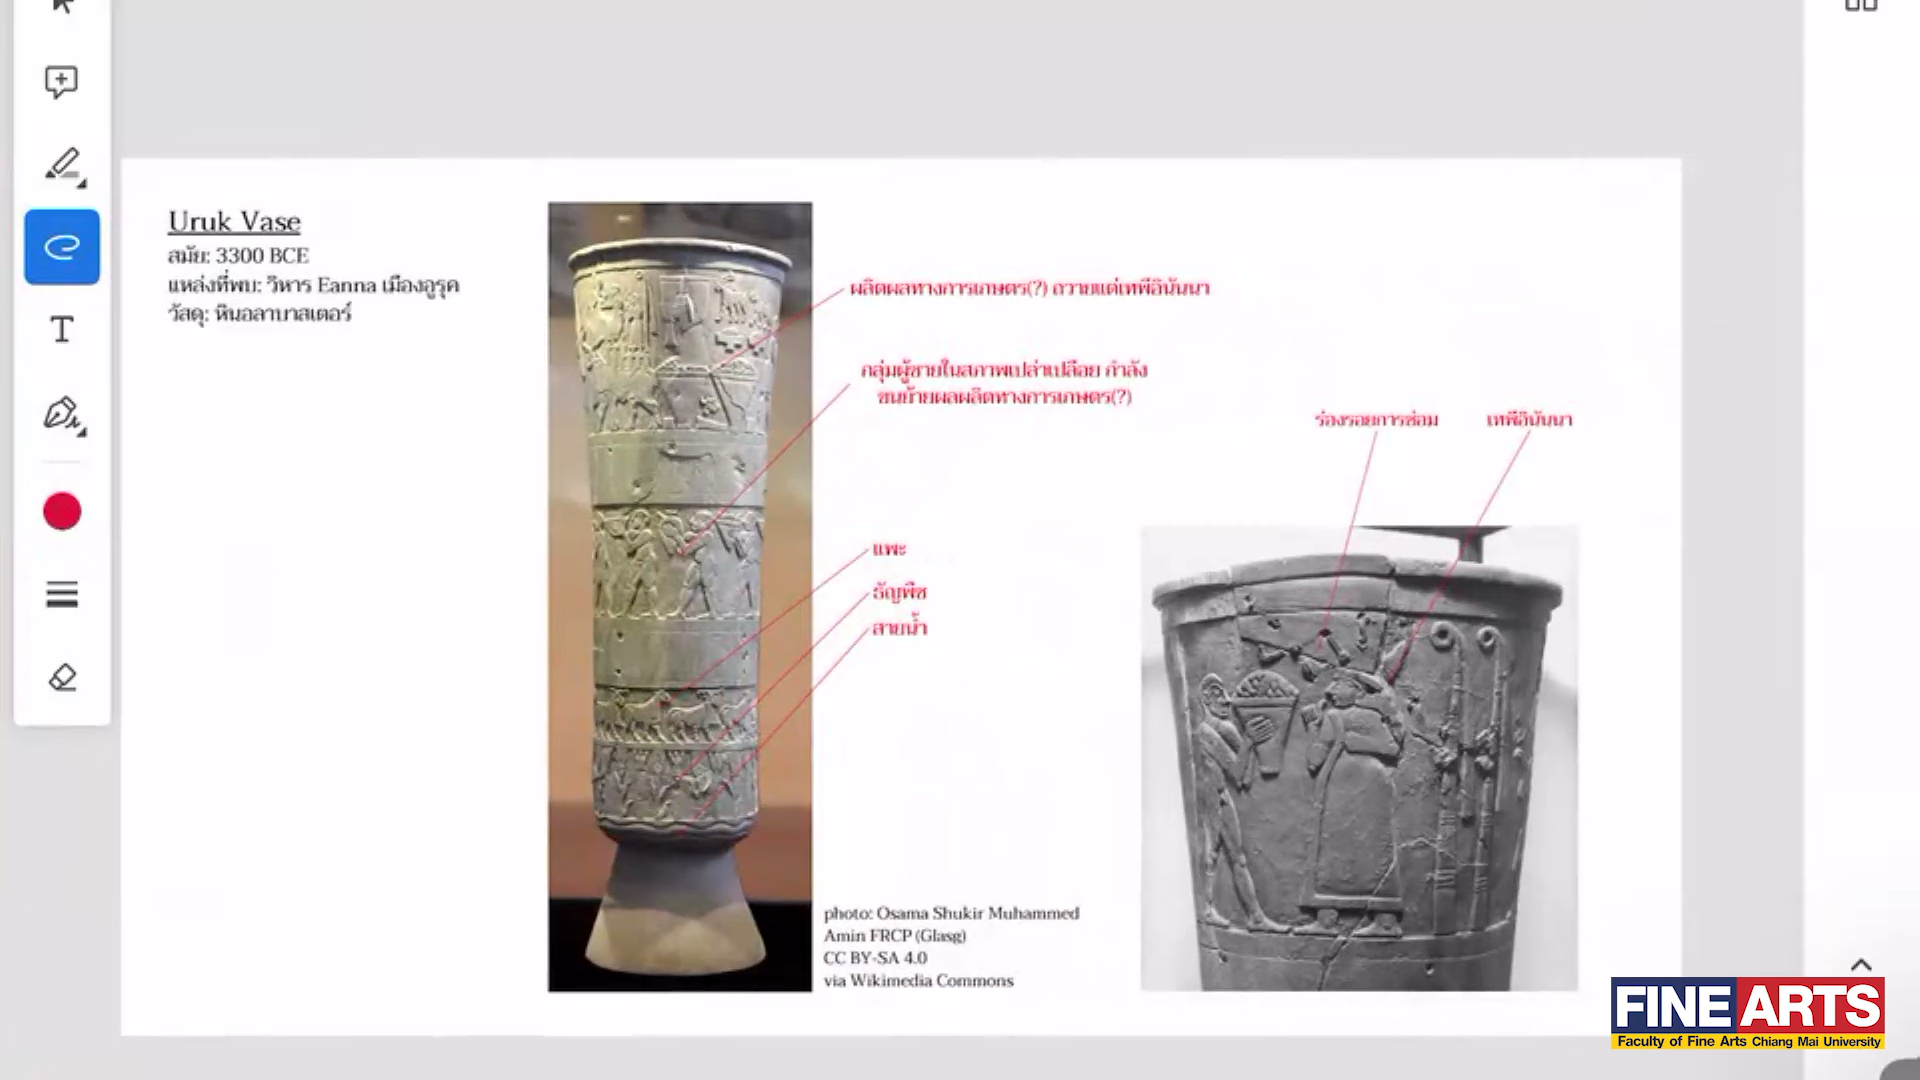 Uruk Vase
สมัย: 3300 BCE
แหล่งที่พบ: วิหาร Eanna เมืองอูรุค
วัสดุ: หินอลาบาสเตอร์
ผลิตผลทางการเกษตร(?) ถวายแด่เทพีอินันนา
กลุ่มผู้ชายในสภาพเปล่าเปลือย กำลัง
ขนย้ายผลผลิตทางการเกษตร(?)
ร่องรอยการซ่อม
เทพีอินันนา
แพะ
ธัญพืช
สายน้ำ
photo: Osama Shukir Muhammed
Amin FRCP (Glasg)
CC BY-SA 4.0
via Wikimedia Commons
T
FINE ARTS
Faculty of Fine Arts Chiang Mai University